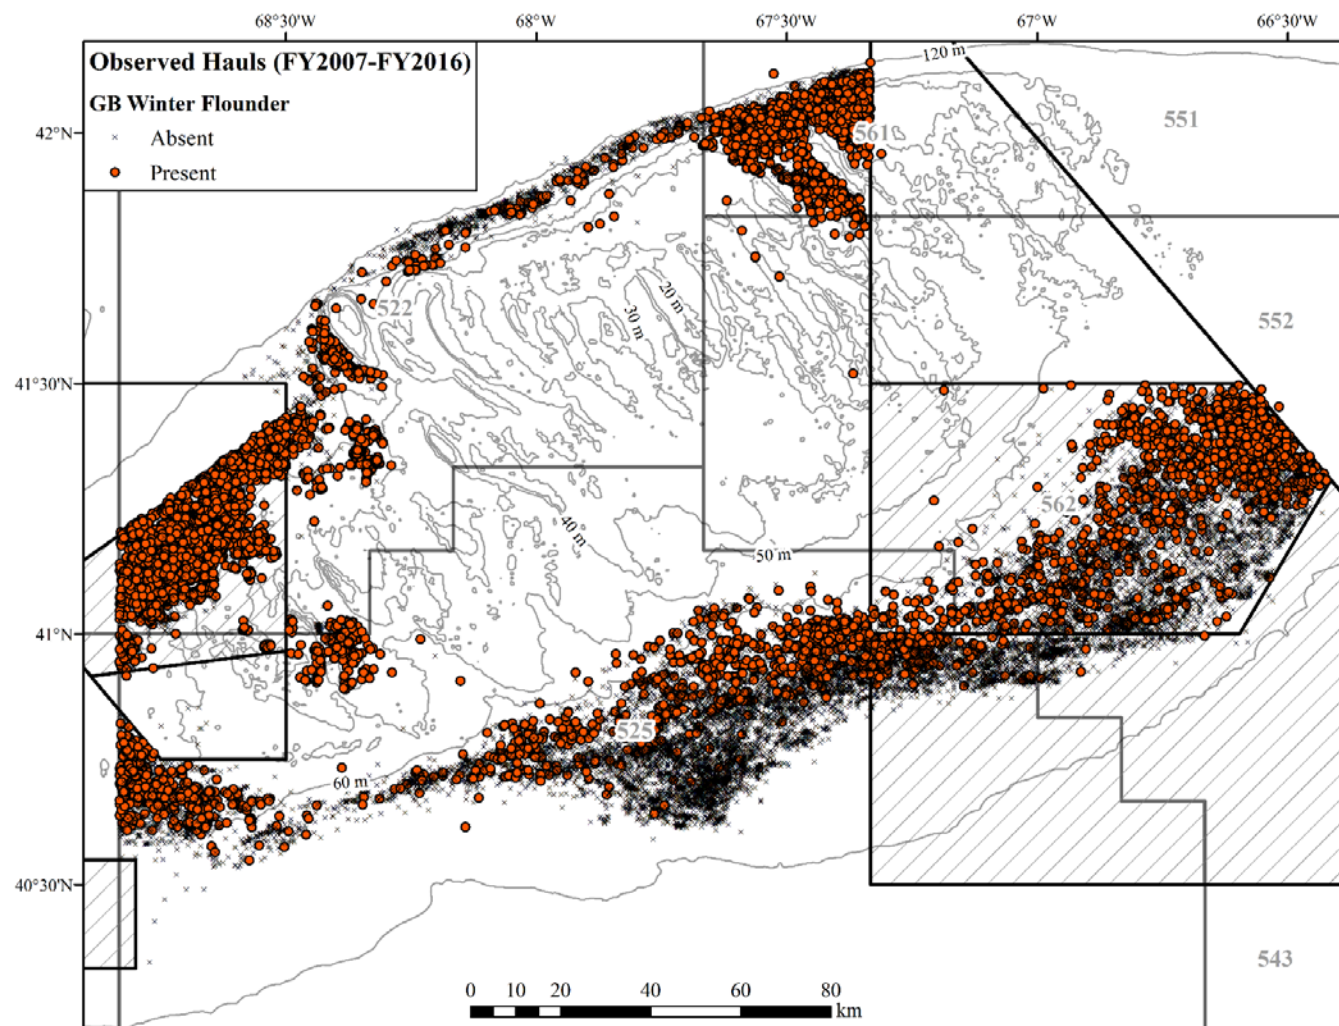 68°30'W 68°W 67°30'W 67°W 66°30'W
Observed Hauls (FY2007-FY2016)
GB Winter Flounder
Absent
Present
120 m
42°N
551
561
522
20 m
30 m
552
41°30'N
562
40 m
50 m
41°N
525
60 m
40°30'N
543
0 10 20 40 60 80
km